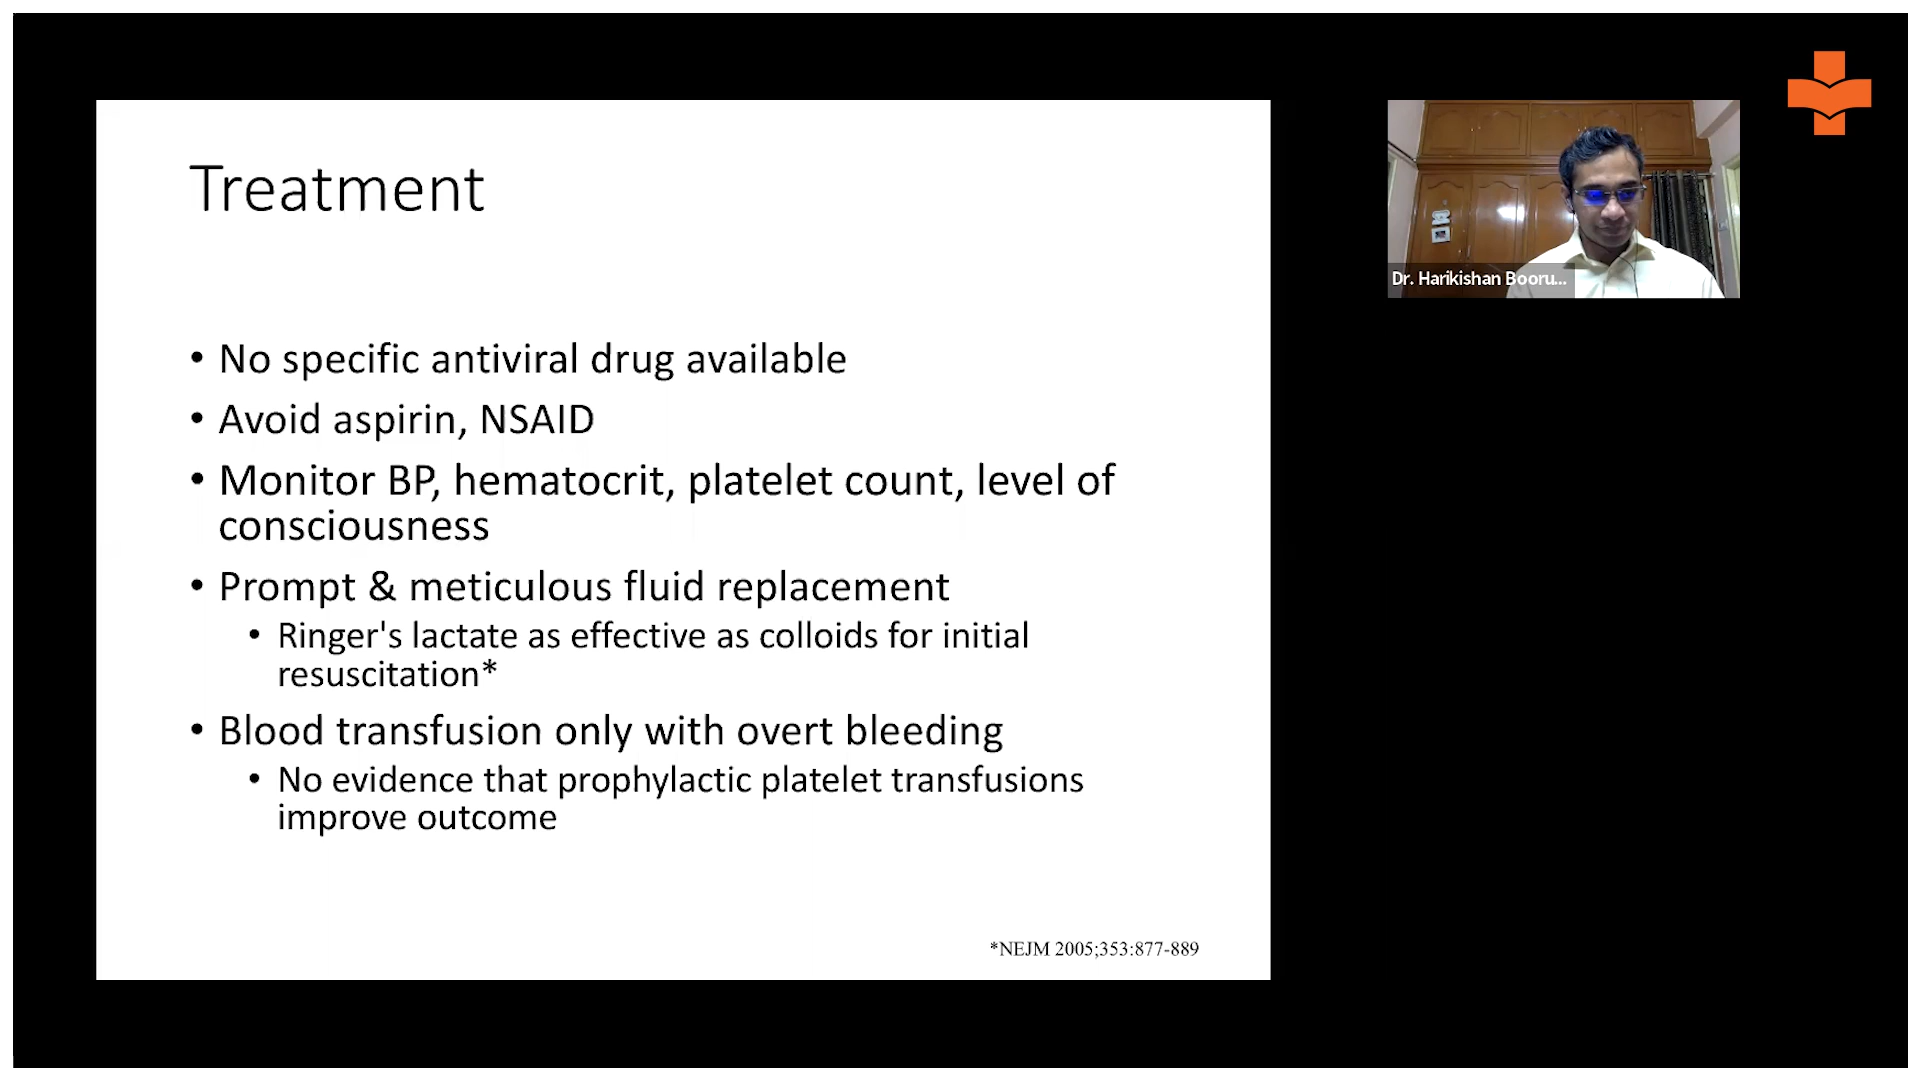 Treatment
• No specific antiviral drug available
• Avoid aspirin, NSAID
• Monitor BP, hematocrit, platelet count, level of
consciousness
• Prompt & meticulous fluid replacement
• Ringer's lactate as effective as colloids for initial
resuscitation*
• Blood transfusion only with overt bleeding
• No evidence that prophylactic platelet transfusions
improve outcome
*NEJM 2005;353:877-889
Dr. Harikishan Booru...